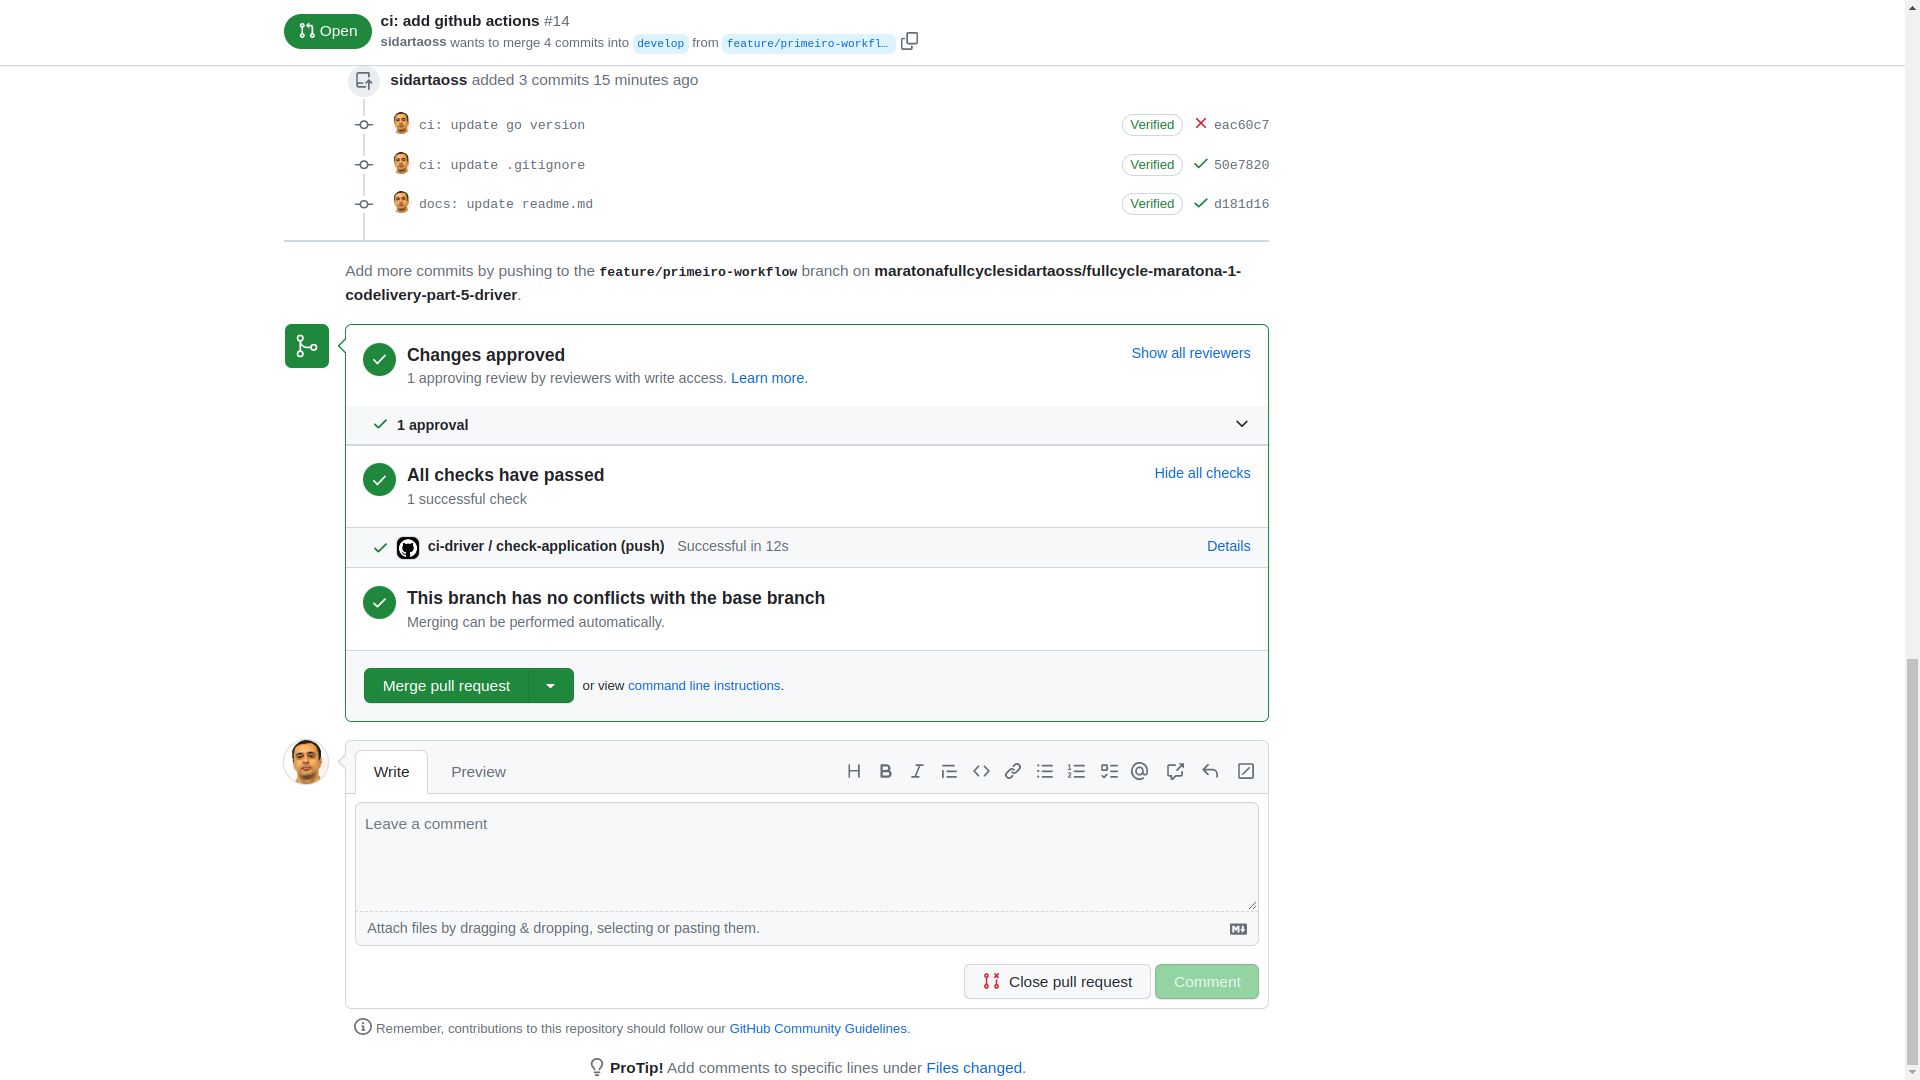 Open
ci: add github actions #14
sidartaoss wants to merge 4 commits into develop from feature/primeiro-workfl…
sidartaoss added 3 commits 15 minutes ago
ci: update go version Verified eac60c7
ci: update .gitignore Verified 50e7820
docs: update readme.md Verified d181d16
Add more commits by pushing to the feature/primeiro-workflow branch on maratonafullcyclesidartaoss/fullcycle-maratona-1-
codelivery-part-5-driver.
Changes approved Show all reviewers
1 approving review by reviewers with write access. Learn more.
1 approval
All checks have passed Hide all checks
1 successful check
ci-driver / check-application (push) Successful in 12s Details
This branch has no conflicts with the base branch
Merging can be performed automatically.
Merge pull request or view command line instructions.
Write Preview
Leave a comment
Attach files by dragging & dropping, selecting or pasting them.
Close pull request Comment
Remember, contributions to this repository should follow our GitHub Community Guidelines.
ProTip! Add comments to specific lines under Files changed.